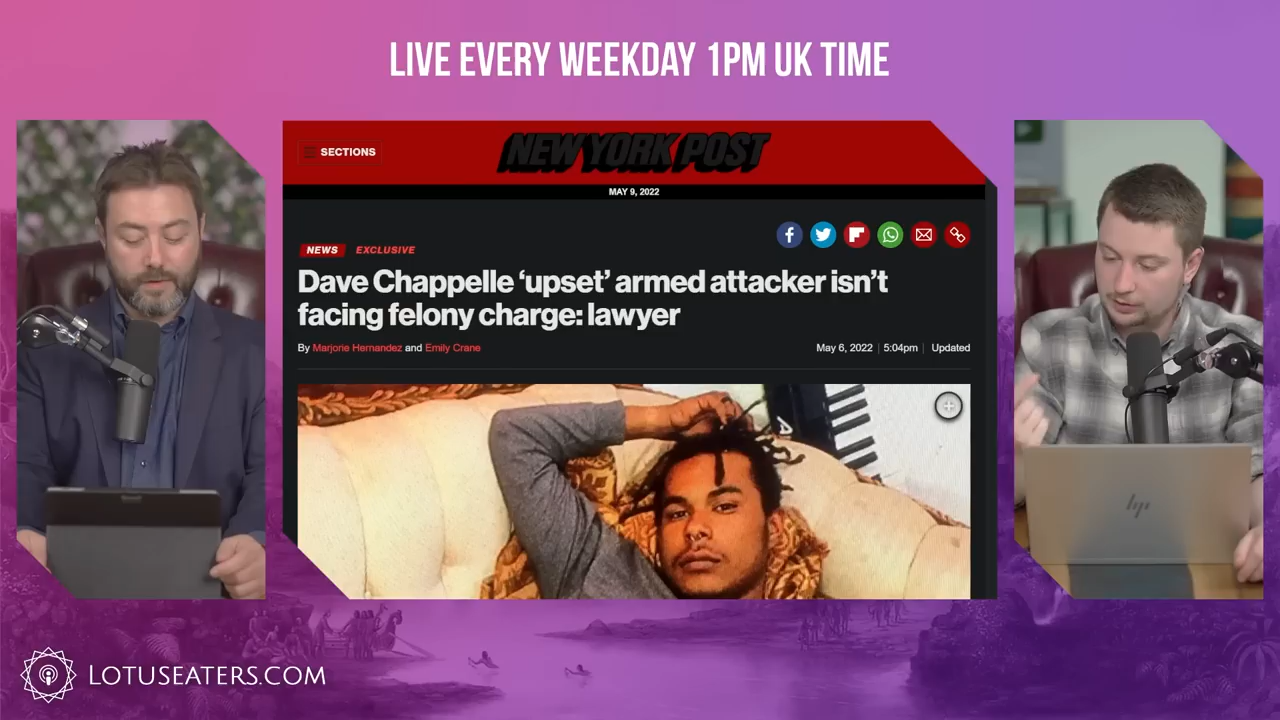 LIVE EVERY WEEKDAY 1PM UK TIME
SECTIONS
NEW YORK POST
MAY 9, 2022
NEWS EXCLUSIVE
Dave Chappelle ‘upset’ armed attacker isn’t
facing felony charge: lawyer
By Marjorie Hernandez and Emily Crane
May 6, 2022 | 5:04pm | Updated
hp
LOTUSEATERS.COM